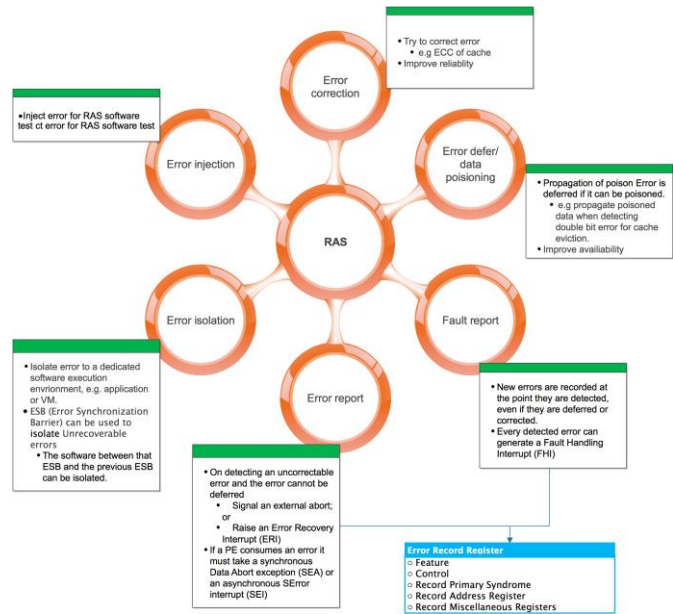 • Try to correct error
• e.g ECC of cache
• Improve reliablity
Error
correction
•Inject error for RAS software
test ct error for RAS software test
Error injection
Error defer/
data
poisioning
• Propagation of poison Error is
deferred if it can be poisoned.
• e.g propagate poisoned
data when detecting
double bit error for cache
eviction.
• Improve availiability
RAS
Error isolation
Fault report
• Isolate error to a dedicated
software execution
envrionment, e.g. application
or VM.
• ESB (Error Synchronization
Barrier) can be used to
isolate Unrecoverable
errors
• The software between that
ESB and the previous ESB
can be isolated.
Error report
• New errors are recorded at
the point they are detected,
even if they are deferred or
corrected.
• Every detected error can
generate a Fault Handling
Interrupt (FHI)
• On detecting an uncorrectable
error and the error cannot be
deferred
• Signal an external abort;
or
• Raise an Error Recovery
Interrupt (ERI)
• If a PE consumes an error it
must take a synchronous
Data Abort exception (SEA) or
an asynchronous SError
interrupt (SEI)
Error Record Register
○ Feature
○ Control
○ Record Primary Syndrome
○ Record Address Register
○ Record Miscellaneous Registers